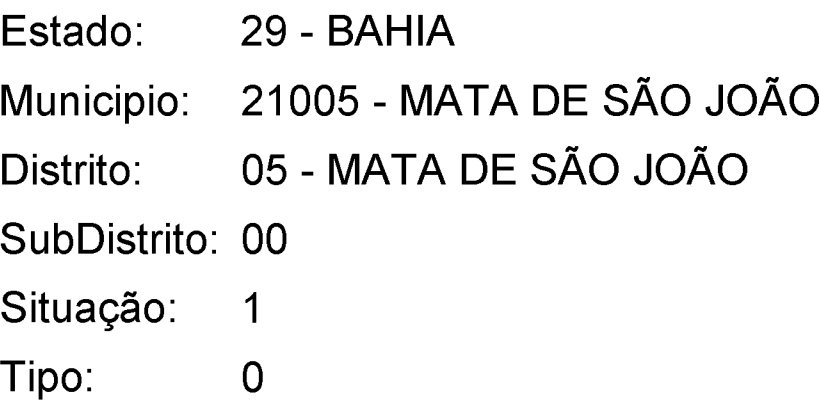 Estado: 29 - BAHIA
Municipio: 21005 - MATA DE SÃO JOÃO
Distrito: 05 - MATA DE SÃO JOÃO
SubDistrito: 00
Situação: 1
Tipo: 0